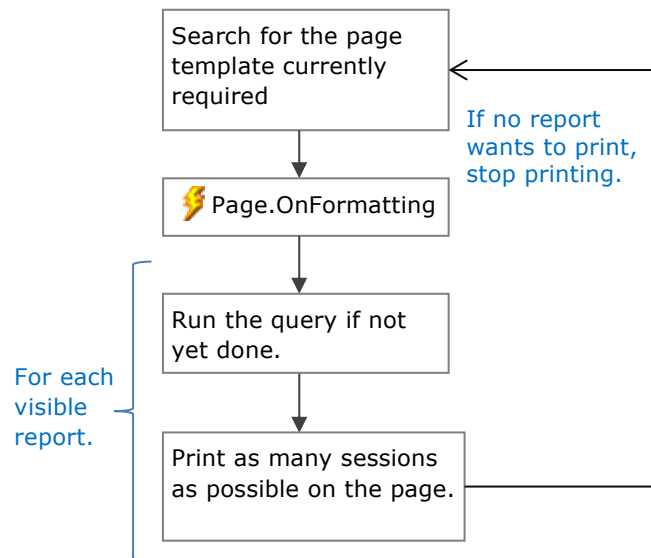 Search for the page
template currently
required
If no report
wants to print,
stop printing.
Page.OnFormatting
Run the query if not
yet done.
For each
visible
report.
Print as many sessions
as possible on the page.